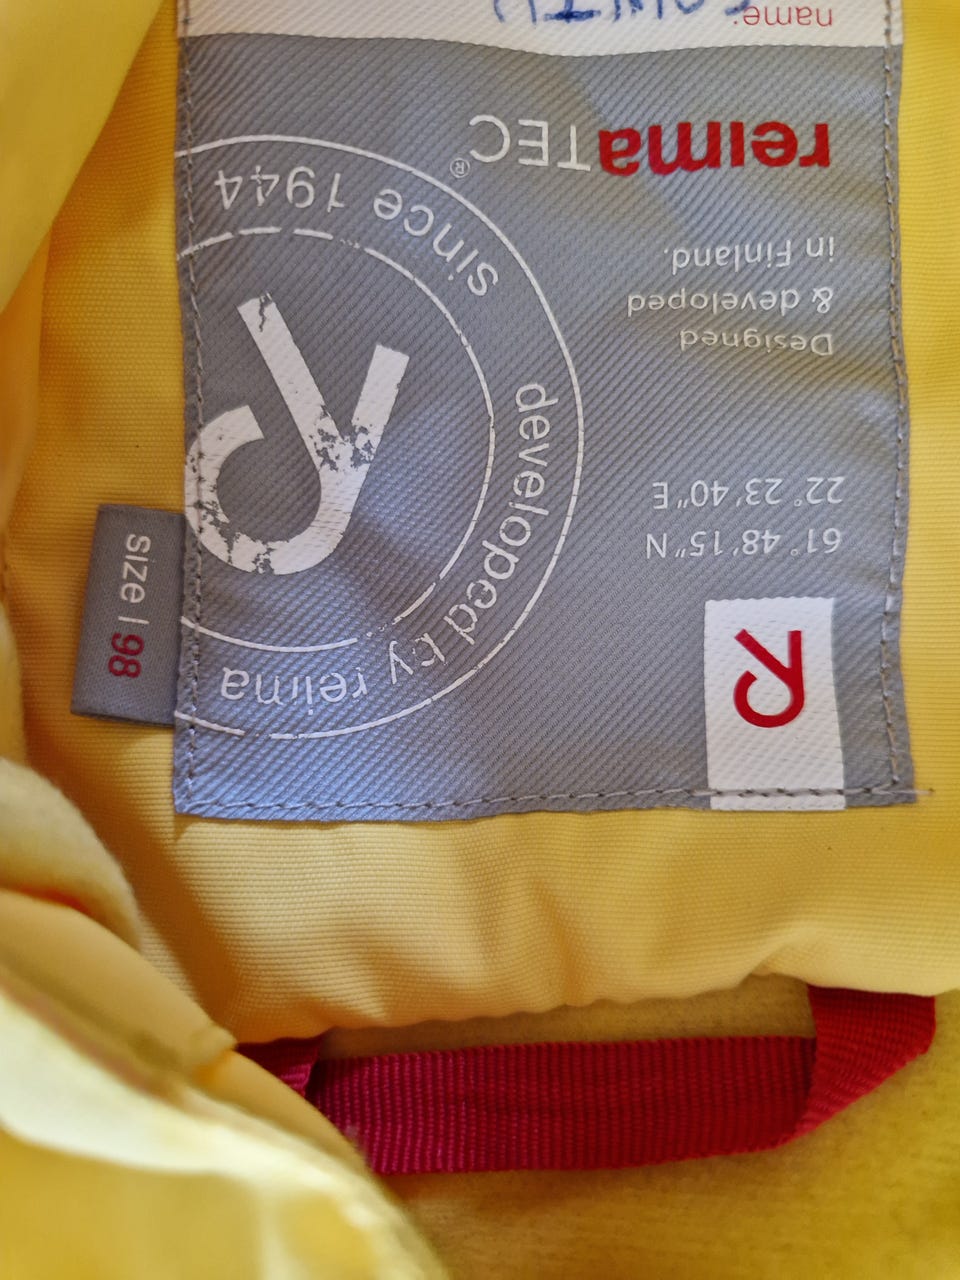 R
61° 48' 15" N
22° 23' 40" E
Designed
& developed
in Finland.
reimaTEC®
name:
developed by reima
since 1944
R
size | 98